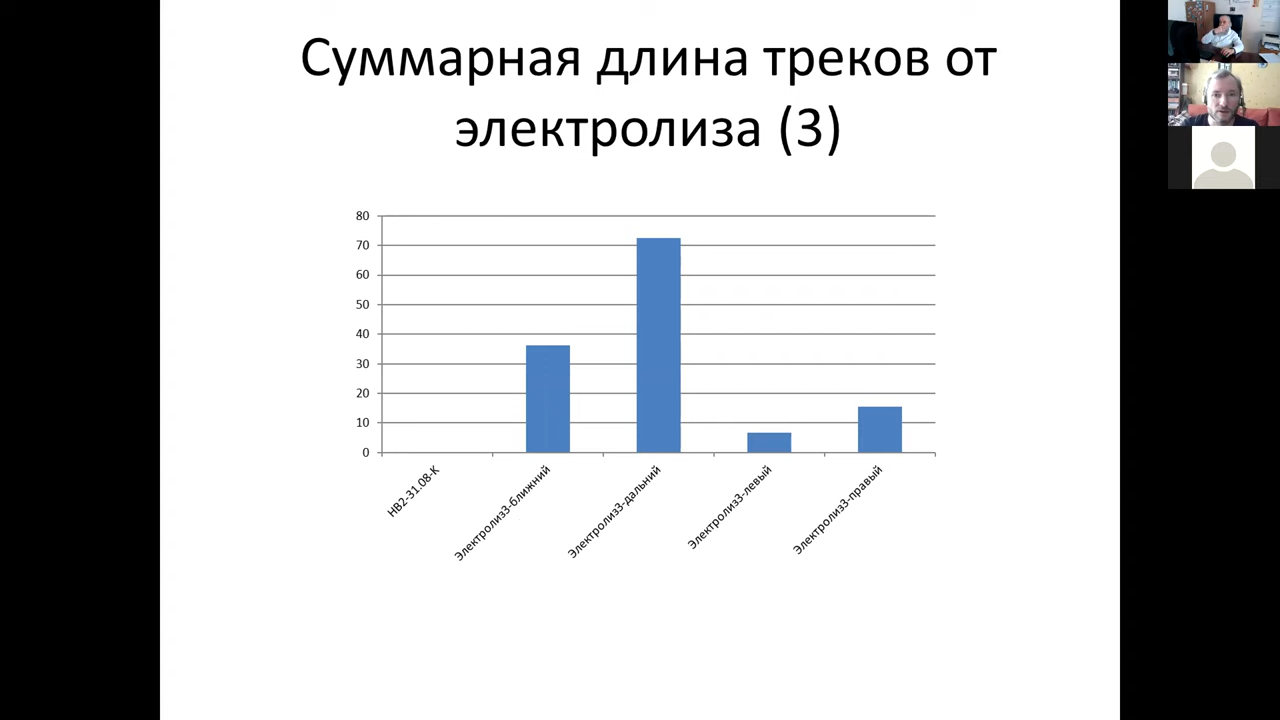 Суммарная длина треков от
электролиза (3)
80
70
60
50
40
30
20
10
0
НВ2-31.08-К
Электролиз3-ближний
Электролиз3-дальний
Электролиз3-левый
Электролиз3-правый